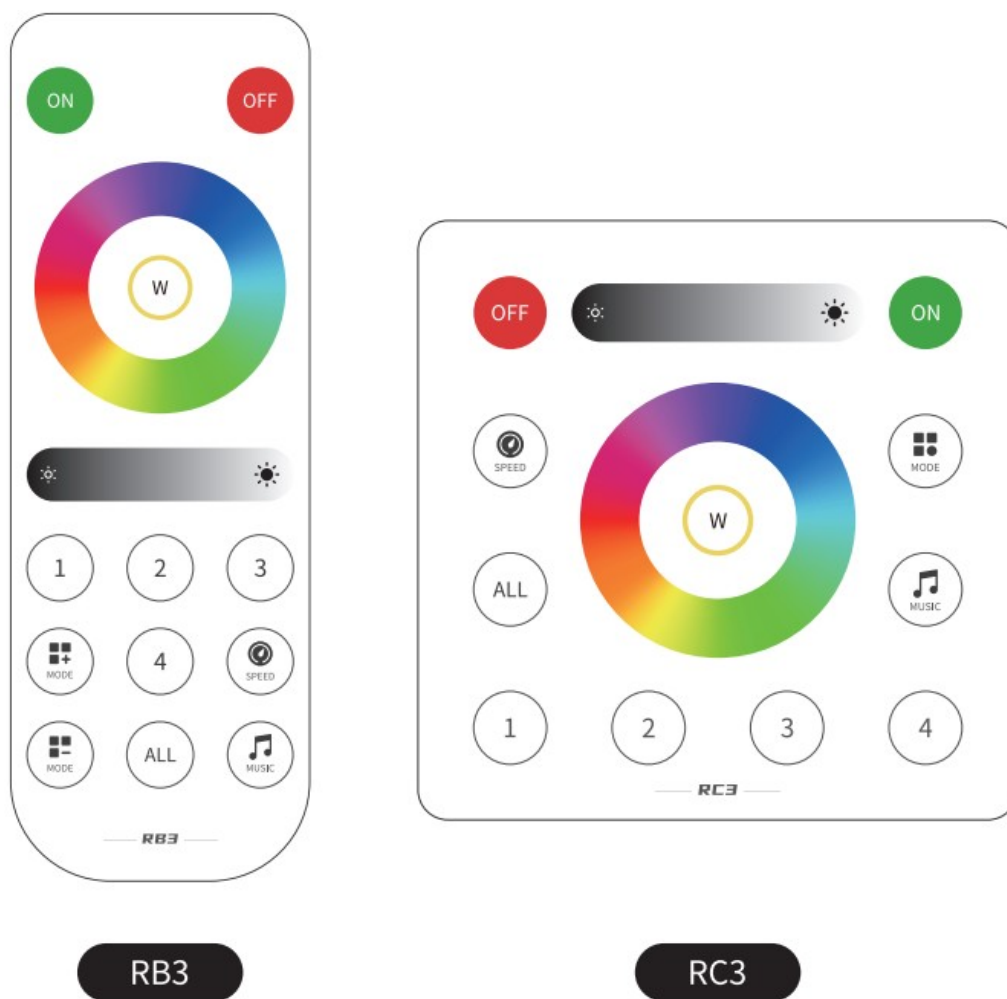 ON OFF
W
1 2 3
MODE 4 SPEED
MODE ALL MUSIC
RB3
RB3
OFF ON
SPEED MODE
W
ALL MUSIC
1 2 3 4
RC3
RC3